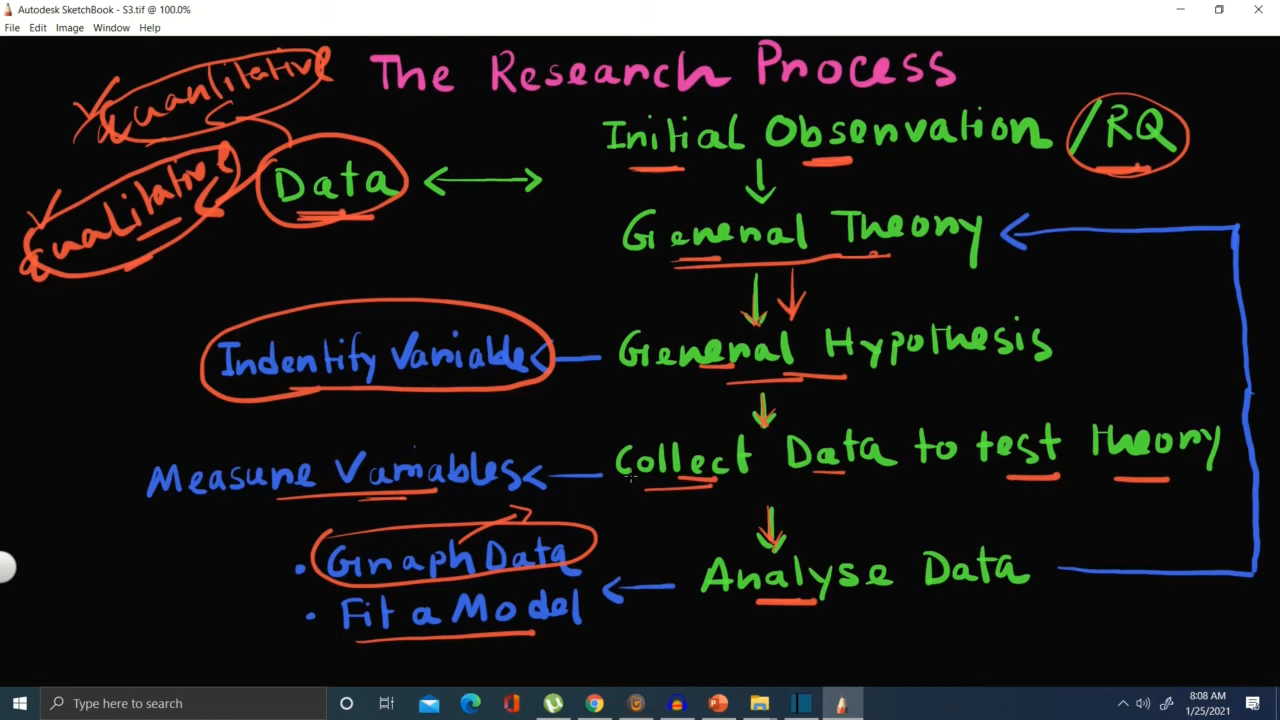 Autodesk SketchBook - S3.tif @ 100.0%
File Edit Image Window Help
The Research Process
Quantitative
Initial Observation /RQ
Qualitative
Data
General Theory
Indentify Variable
General Hypothesis
Measure Variables
Collect Data to test theory
• Graph Data
Analyse Data
• Fit a Model
Type here to search
8:08 AM
1/25/2021